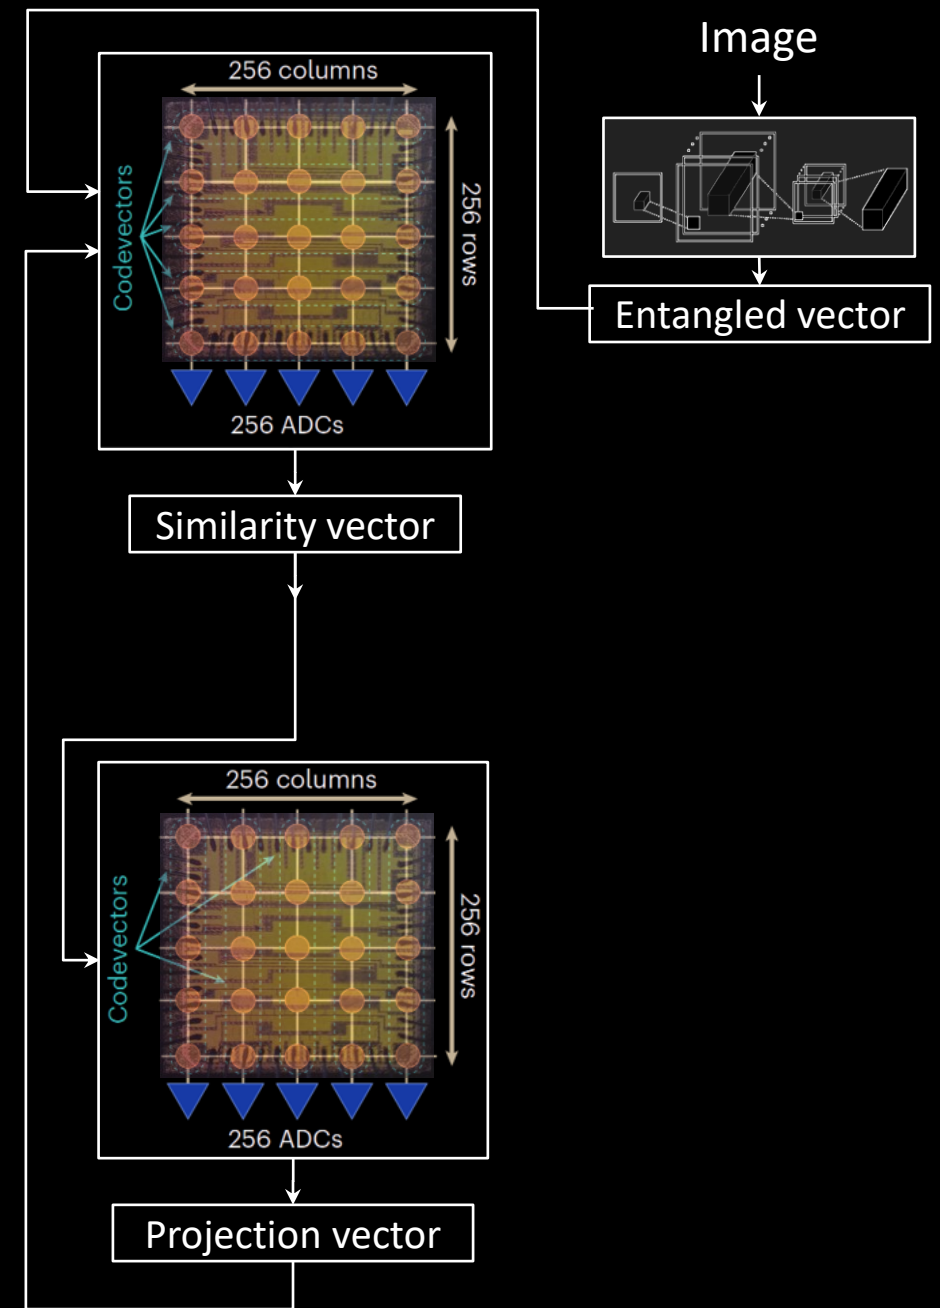 Image
256 columns
Codevectors
256 rows
256 ADCs
Entangled vector
Similarity vector
256 columns
Codevectors
256 rows
256 ADCs
Projection vector